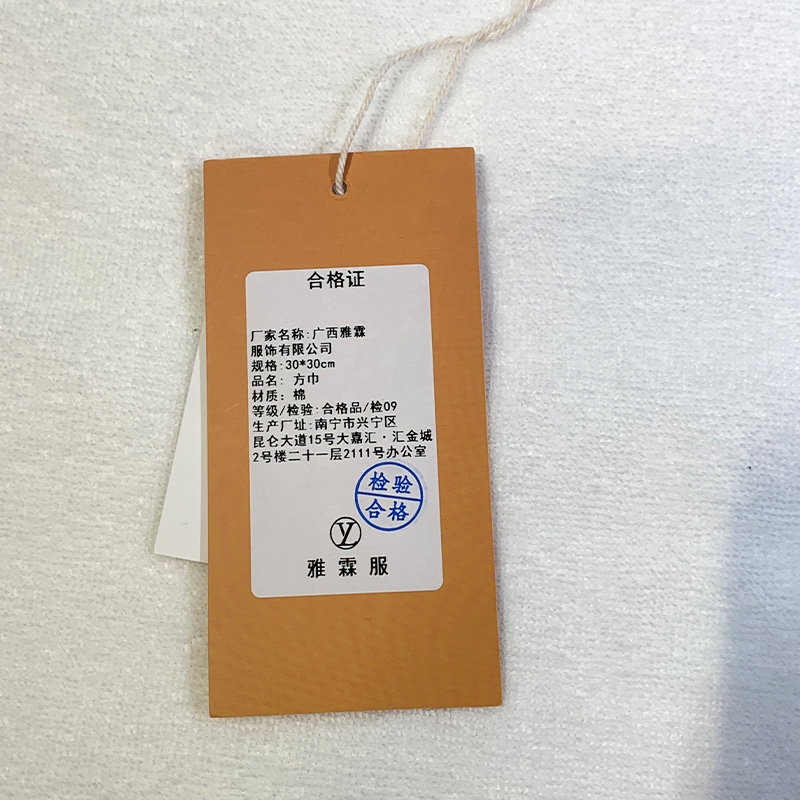 合格证
厂家名称:广西雅霖
服饰有限公司
规格:30*30cm
品名: 方巾
材质: 棉
等级/检验:合格品/检09
生产厂址:南宁市兴宁区
昆仑大道15号大嘉汇·汇金城
2号楼二十一层2111号办公室
检验
合格
YL
雅霖服